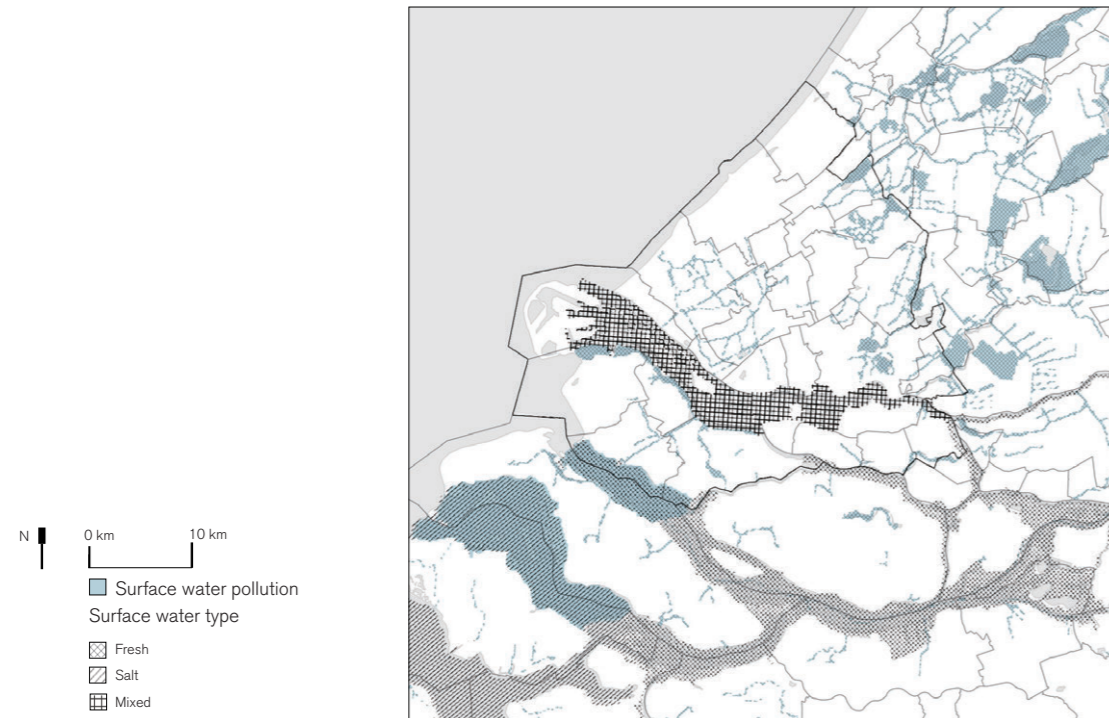 N
0 km 10 km
Surface water pollution
Surface water type
Fresh
Salt
Mixed